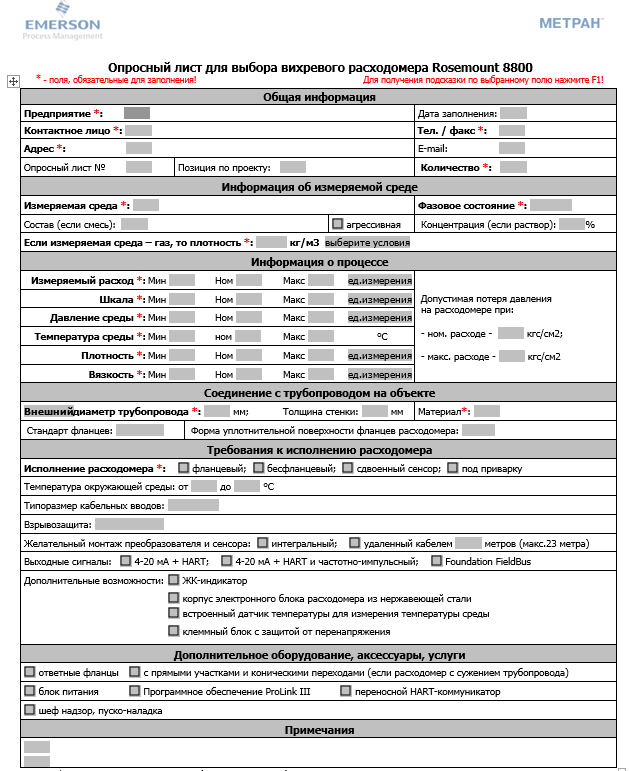 EMERSON
Process Management
МЕТРАН
Опросный лист для выбора вихревого расходомера Rosemount 8800
* - поля, обязательные для заполнения! Для получения подсказки по выбранному полю нажмите F1!
Общая информация
Предприятие *: Дата заполнения:
Контактное лицо *: Тел. / факс *:
Адрес *: E-mail:
Опросный лист № Позиция по проекту: Количество *:
Информация об измеряемой среде
Измеряемая среда *: Фазовое состояние *:
Состав (если смесь): агрессивная Концентрация (если раствор): %
Если измеряемая среда – газ, то плотность *: кг/м3 выберите условия
Информация о процессе
Измеряемый расход *: Мин Ном Макс ед.измерения
Шкала *: Мин Ном Макс ед.измерения
Давление среды *: Мин Ном Макс ед.измерения
Температура среды *: Мин ном Макс °С
Плотность *: Мин Ном Макс ед.измерения
Вязкость *: Мин Ном Макс ед.измерения
Допустимая потеря давления
на расходомере при:
- ном. расходе - кгс/см2;
- макс. расходе - кгс/см2
Соединение с трубопроводом на объекте
Внешнийдиаметр трубопровода *: мм; Толщина стенки: мм Материал*:
Стандарт фланцев: Форма уплотнительной поверхности фланцев расходомера:
Требования к исполнению расходомера
Исполнение расходомера *: фланцевый; бесфланцевый; сдвоенный сенсор; под приварку
Температура окружающей среды: от до °С
Типоразмер кабельных вводов:
Взрывозащита:
Желательный монтаж преобразователя и сенсора: интегральный; удаленный кабелем метров (макс.23 метра)
Выходные сигналы: 4-20 мА + HART; 4-20 мА + HART и частотно-импульсный; Foundation FieldBus
Дополнительные возможности: ЖК-индикатор
корпус электронного блока расходомера из нержавеющей стали
встроенный датчик температуры для измерения температуры среды
клеммный блок с защитой от перенапряжения
Дополнительное оборудование, аксессуары, услуги
ответные фланцы с прямыми участками и коническими переходами (если расходомер с сужением трубопровода)
блок питания Программное обеспечение ProLink III переносной HART-коммуникатор
шеф надзор, пуско-наладка
Примечания